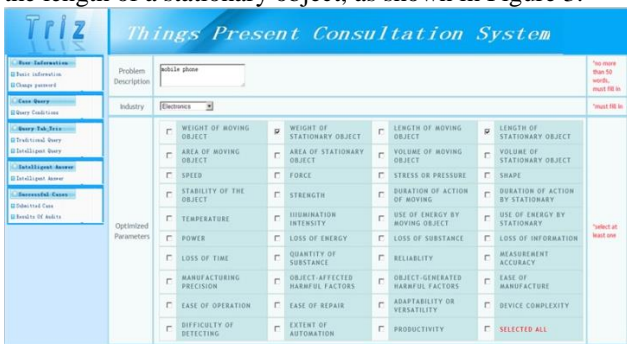 the length of a stationary object, as shown in Figure 3.
Triz
Things Present Consultation System
User Information
Basic information
Change password
Case Query
Query Conditions
Query Tab_Triz
Traditional Query
Intelligent Query
Intelligent Answer
Intelligent Answer
Successful Cases
Submitted Case
Results Of Audits
Problem Description
mobile phone
*no more than 50 words, must fill in
Industry
Electronics
*must fill in
Optimized Parameters
WEIGHT OF MOVING OBJECT
WEIGHT OF STATIONARY OBJECT
LENGTH OF MOVING OBJECT
LENGTH OF STATIONARY OBJECT
AREA OF MOVING OBJECT
AREA OF STATIONARY OBJECT
VOLUME OF MOVING OBJECT
VOLUME OF STATIONARY OBJECT
SPEED
FORCE
STRESS OR PRESSURE
SHAPE
STABILITY OF THE OBJECT
STRENGTH
DURATION OF ACTION OF MOVING
DURATION OF ACTION BY STATIONARY
TEMPERATURE
IIIUMINATION INTENSITY
USE OF ENERGY BY MOVING OBJECT
USE OF ENERGY BY STATIONARY
POWER
LOSS OF ENERGY
LOSS OF SUBSTANCE
LOSS OF INFORMATION
LOSS OF TIME
QUANTITY OF SUBSTANCE
RELIABLITY
MEASUREMENT ACCURACY
MANUFACTURING PRECISION
OBJECT-AFFECTED HARMFUL FACTORS
OBJECT-GENERATED HARMFUL FACTORS
EASE OF MANUFACTURE
EASE OF OPERATION
EASE OF REPAIR
ADAPTABILITY OR VERSATILITY
DEVICE COMPLEXITY
DIFFICULTY OF DETECTING
EXTENT OF AUTOMATION
PRODUCTIVITY
SELECTED ALL
*select at least one